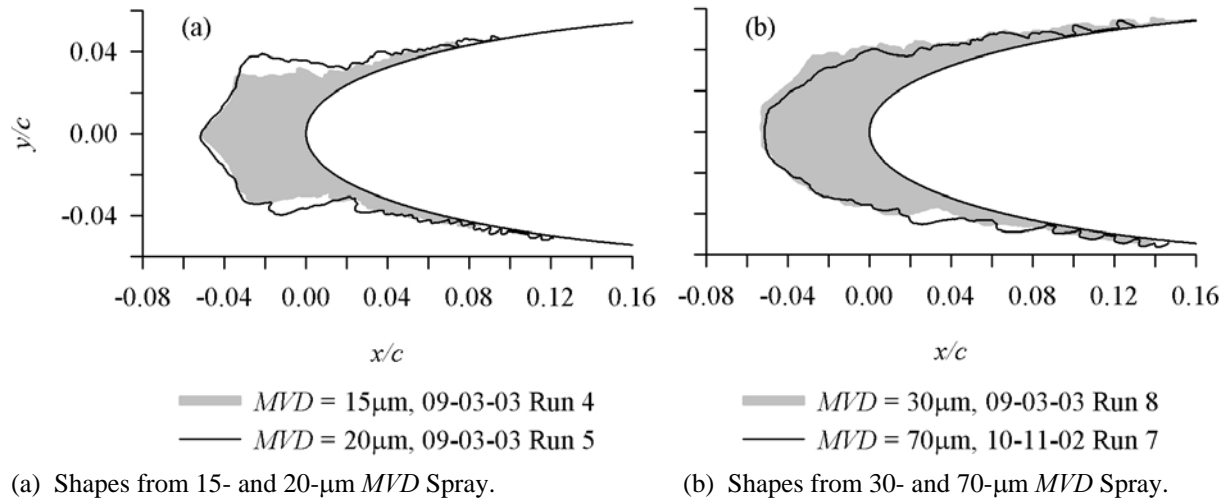 (a)
0.04
0.00
-0.04
y/c
-0.08 -0.04 0.00 0.04 0.08 0.12 0.16
x/c
MVD = 15μm, 09-03-03 Run 4
MVD = 20μm, 09-03-03 Run 5
(a) Shapes from 15- and 20-μm MVD Spray.
(b)
-0.08 -0.04 0.00 0.04 0.08 0.12 0.16
x/c
MVD = 30μm, 09-03-03 Run 8
MVD = 70μm, 10-11-02 Run 7
(b) Shapes from 30- and 70-μm MVD Spray.